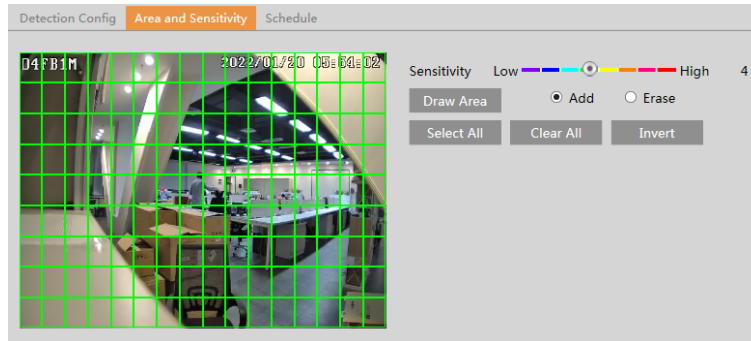 Detection Config Area and Sensitivity Schedule
D4FB1M 2022/01/20 05:54:02
Sensitivity Low High 4
Draw Area Add Erase
Select All Clear All Invert